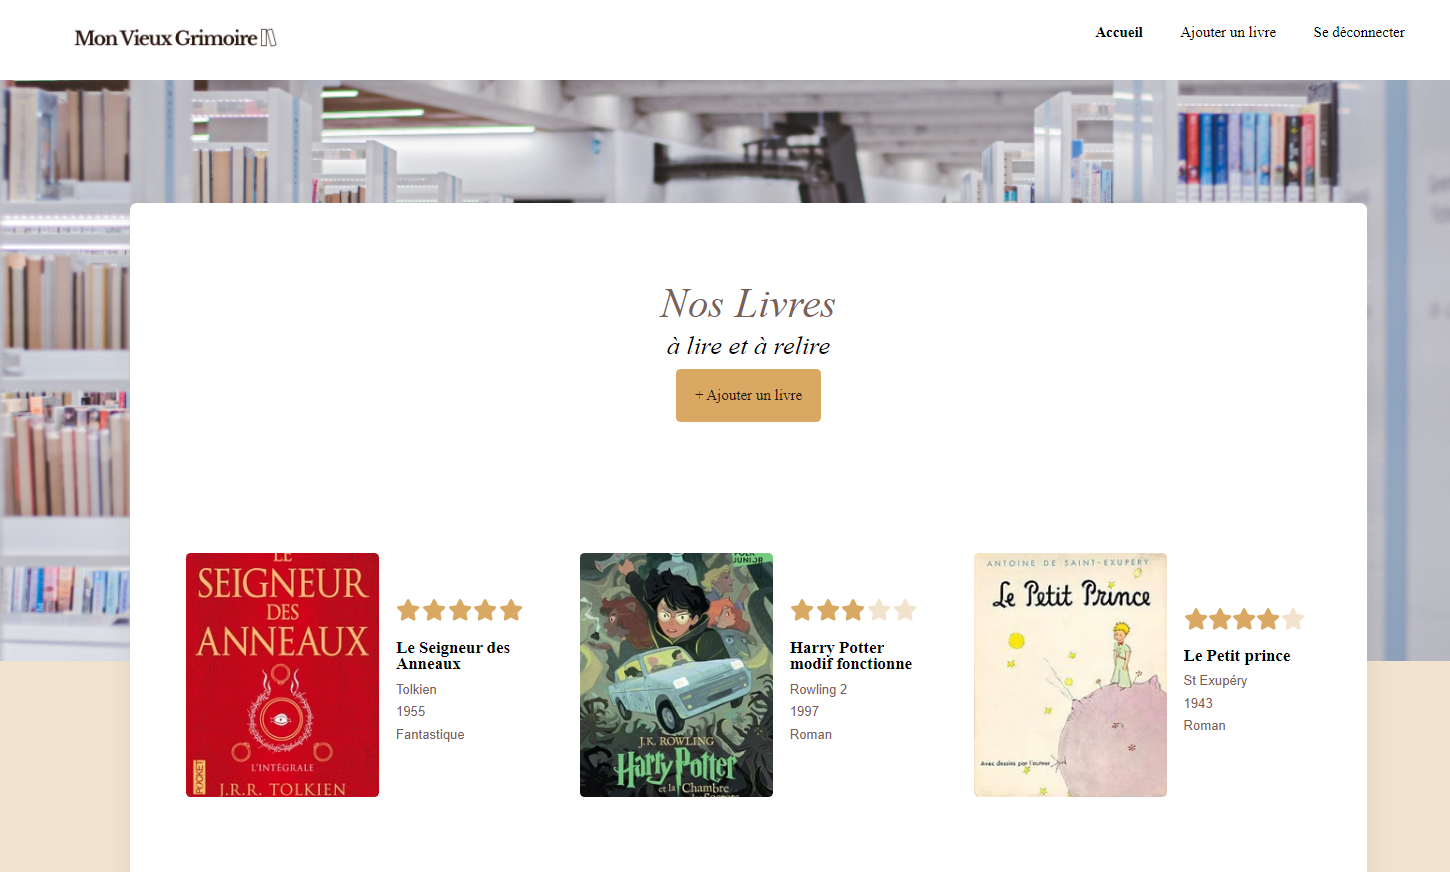 Mon Vieux Grimoire
Accueil
Ajouter un livre
Se déconnecter
Nos Livres
à lire et à relire
+ Ajouter un livre
LE
SEIGNEUR
DES
ANNEAUX
L'INTÉGRALE
POCKET
J.R.R. TOLKIEN
Le Seigneur des
Anneaux
Tolkien
1955
Fantastique
JUNIOR
J.K. ROWLING
Harry Potter
et la Chambre
des Secrets
Harry Potter
modif fonctionne
Rowling 2
1997
Roman
ANTOINE DE SAINT-EXUPÉRY
Le Petit Prince
Avec dessins par l'auteur
Le Petit prince
St Exupéry
1943
Roman